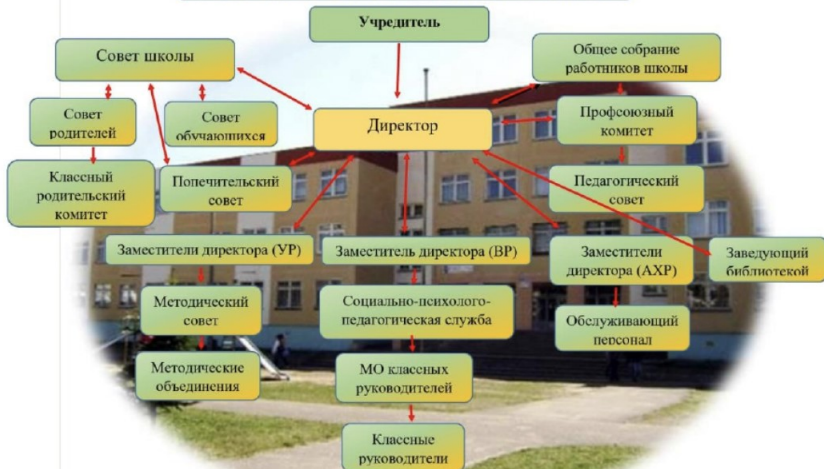 Учредитель
Совет школы
Общее собрание
работников школы
Совет
родителей
Совет
обучающихся
Директор
Профсоюзный
комитет
Классный
родительский
комитет
Попечительский
совет
Педагогический
совет
Заместители директора (УР)
Заместитель директора (ВР)
Заместители
директора (АХР)
Заведующий
библиотекой
Методический
совет
Социально-психолого-
педагогическая служба
Обслуживающий
персонал
Методические
объединения
МО классных
руководителей
Классные
руководители